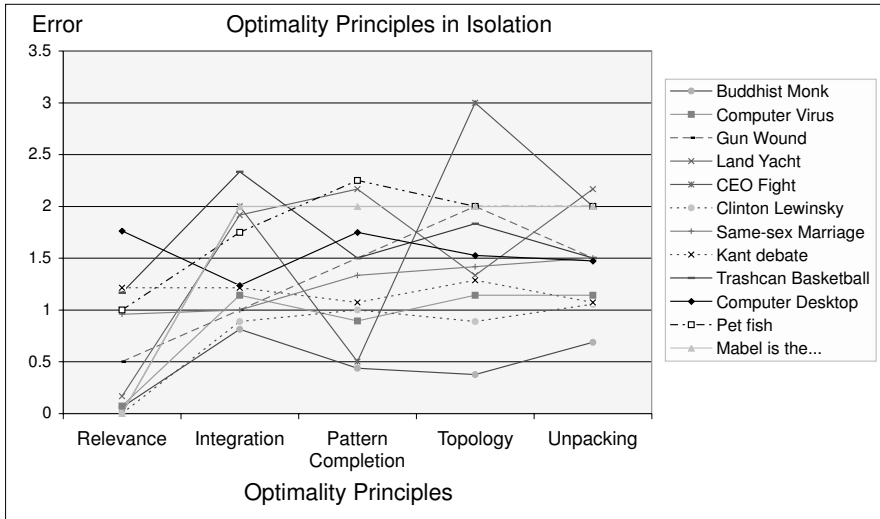 Error
Optimality Principles in Isolation
3.5
3
2.5
2
1.5
1
0.5
0
Relevance
Integration
Pattern
Completion
Topology
Unpacking
Optimality Principles
Buddhist Monk
Computer Virus
Gun Wound
Land Yacht
CEO Fight
Clinton Lewinsky
Same-sex Marriage
Kant debate
Trashcan Basketball
Computer Desktop
Pet fish
Mabel is the...